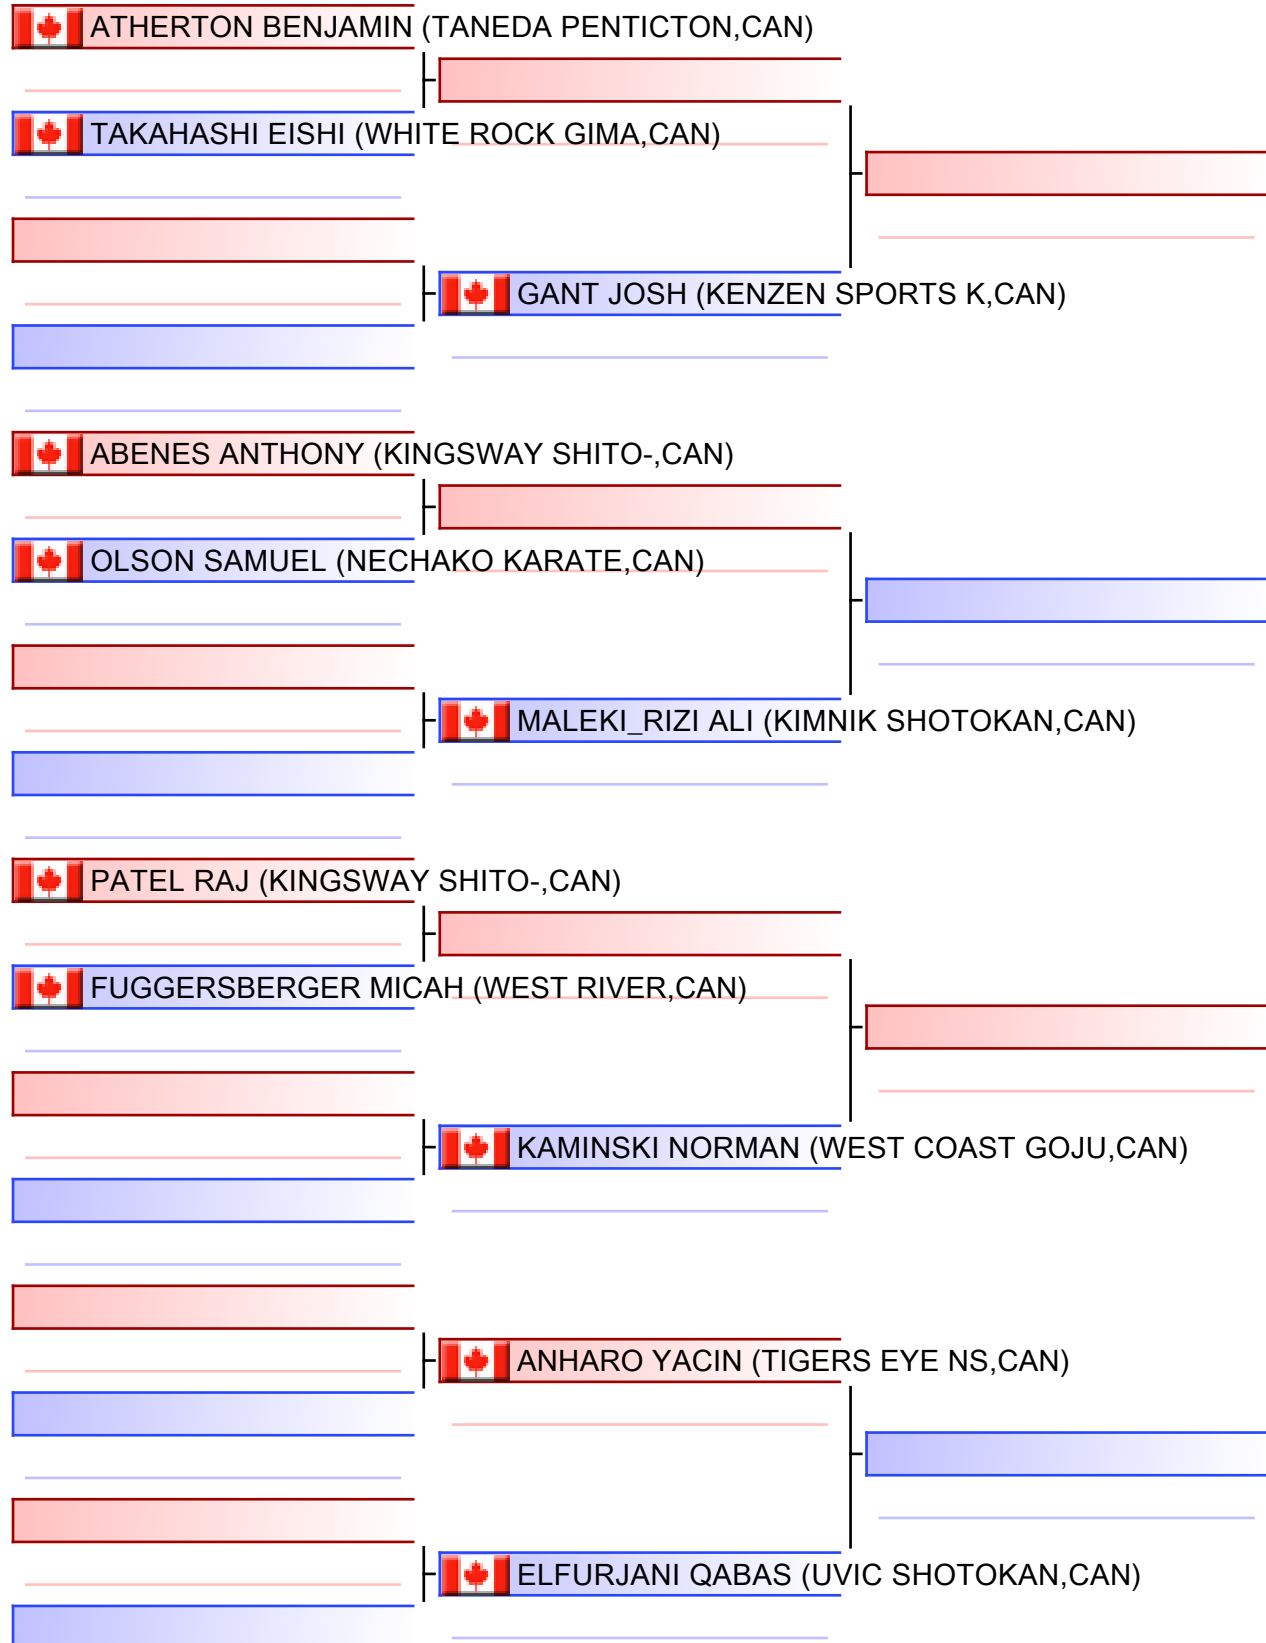 ATHERTON BENJAMIN (TANEDA PENTICTON,CAN)
TAKAHASHI EISHI (WHITE ROCK GIMA,CAN)
GANT JOSH (KENZEN SPORTS K,CAN)
ABENES ANTHONY (KINGSWAY SHITO-,CAN)
OLSON SAMUEL (NECHAKO KARATE,CAN)
MALEKI_RIZI ALI (KIMNIK SHOTOKAN,CAN)
PATEL RAJ (KINGSWAY SHITO-,CAN)
FUGGERSBERGER MICAH (WEST RIVER,CAN)
KAMINSKI NORMAN (WEST COAST GOJU,CAN)
ANHARO YACIN (TIGERS EYE NS,CAN)
ELFURJANI QABAS (UVIC SHOTOKAN,CAN)